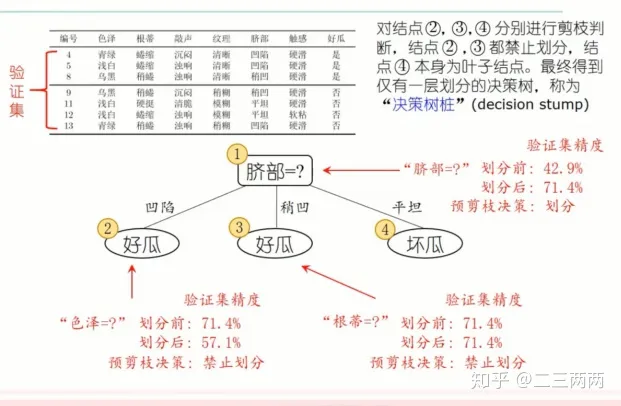 编号 色泽 根蒂 敲声 纹理 脐部 触感 好瓜
4 青绿 蜷缩 沉闷 清晰 凹陷 硬滑 是
5 浅白 蜷缩 浊响 清晰 凹陷 硬滑 是
8 乌黑 稍蜷 浊响 清晰 稍凹 硬滑 是
9 乌黑 稍蜷 沉闷 稍糊 稍凹 硬滑 否
11 浅白 硬挺 清脆 模糊 平坦 硬滑 否
12 浅白 蜷缩 浊响 模糊 平坦 软粘 否
13 青绿 稍蜷 浊响 稍糊 凹陷 硬滑 否
验证集
对结点②,③,④分别进行剪枝判
断,结点②,③都禁止划分,结
点④本身为叶子结点。最终得到
仅有一层划分的决策树,称为
“决策树桩”(decision stump)
验证集精度
“脐部=?” 划分前: 42.9%
划分后: 71.4%
预剪枝决策: 划分
1
脐部=?
凹陷 稍凹 平坦
2 好瓜
3 好瓜
4 坏瓜
验证集精度
“色泽=?” 划分前: 71.4%
划分后: 57.1%
预剪枝决策: 禁止划分
验证集精度
“根蒂=?” 划分前: 71.4%
划分后: 71.4%
预剪枝决策: 禁止划分
知乎 @二三两两